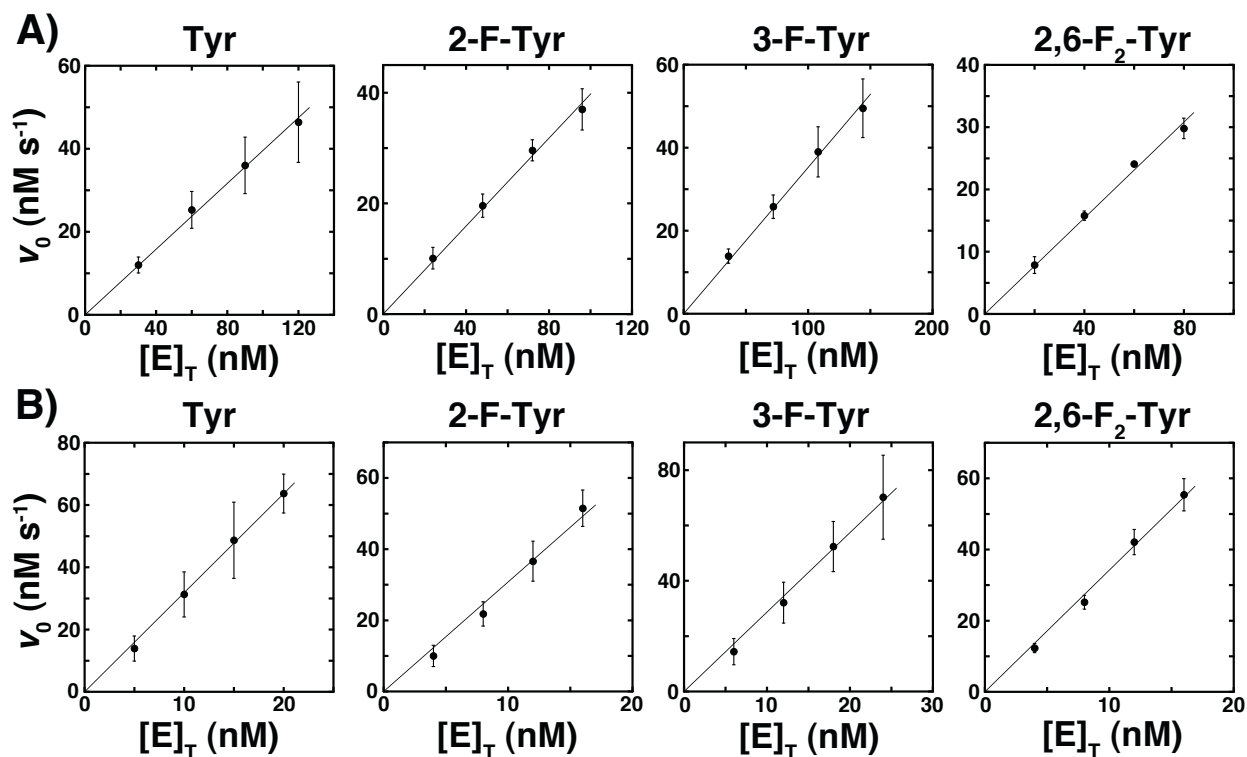 A)
Tyr
2-F-Tyr
3-F-Tyr
2,6-F₂-Tyr
v₀ (nM s⁻¹)
60
40
20
0
0 40 80 120
[E]T (nM)
40
20
0
0 40 80 120
[E]T (nM)
60
40
20
0
0 100 200
[E]T (nM)
40
30
20
10
0
0 40 80
[E]T (nM)
B)
Tyr
2-F-Tyr
3-F-Tyr
2,6-F₂-Tyr
v₀ (nM s⁻¹)
80
60
40
20
0
0 10 20
[E]T (nM)
60
40
20
0
0 10 20
[E]T (nM)
80
40
0
0 10 20 30
[E]T (nM)
60
40
20
0
0 10 20
[E]T (nM)